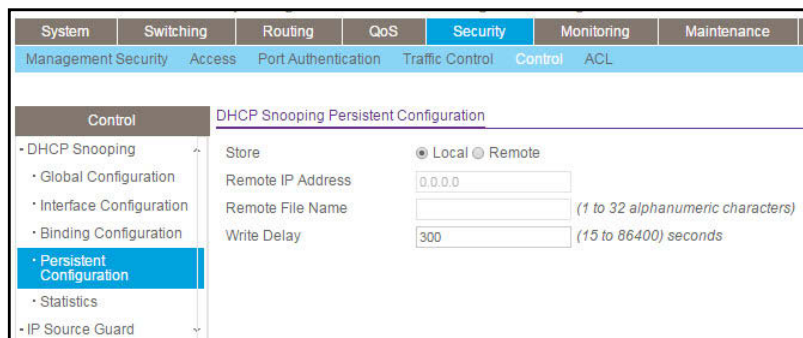 System Switching Routing QoS Security Monitoring Maintenance
Management Security Access Port Authentication Traffic Control Control ACL
Control
DHCP Snooping
Global Configuration
Interface Configuration
Binding Configuration
Persistent
Configuration
Statistics
IP Source Guard
DHCP Snooping Persistent Configuration
Store Local Remote
Remote IP Address 0.0.0.0
Remote File Name (1 to 32 alphanumeric characters)
Write Delay 300 (15 to 86400) seconds